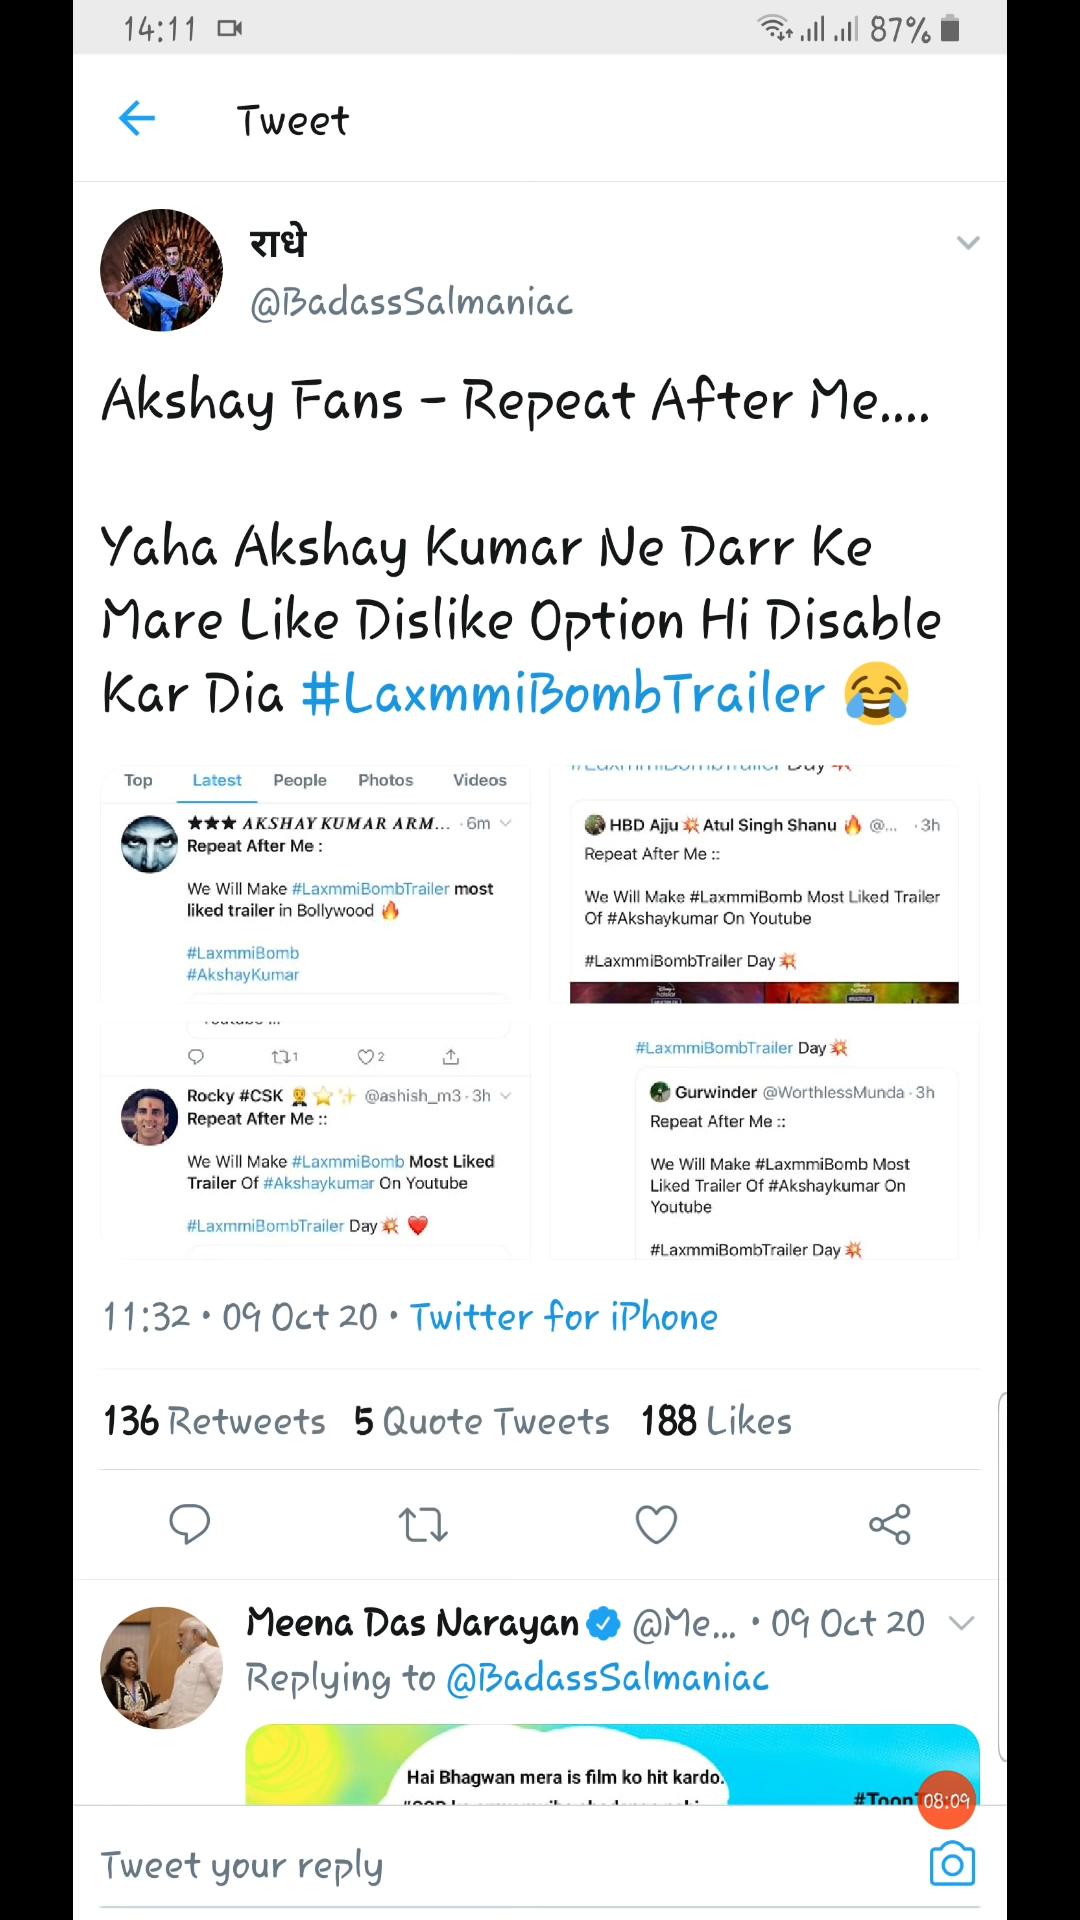 14:11
87%
Tweet
राधे
@BadassSalmaniac
Akshay Fans - Repeat After Me....
Yaha Akshay Kumar Ne Darr Ke
Mare Like Dislike Option Hi Disable
Kar Dia #LaxmmiBombTrailer 😂
Top Latest People Photos Videos
★★★ AKSHAY KUMAR ARM... · 6m
Repeat After Me :
We Will Make #LaxmmiBombTrailer most
liked trailer in Bollywood 🔥
#LaxmmiBomb
#AkshayKumar
#LaxmmiBombTrailer Day 💥
HBD Ajju 💥 Atul Singh Shanu 🔥 @... · 3h
Repeat After Me ::
We Will Make #LaxmmiBomb Most Liked Trailer
Of #Akshaykumar On Youtube
#LaxmmiBombTrailer Day 💥
Youtube ...
1 2
Rocky #CSK 🤵⭐✨ @ashish_m3 · 3h
Repeat After Me ::
We Will Make #LaxmmiBomb Most Liked
Trailer Of #Akshaykumar On Youtube
#LaxmmiBombTrailer Day 💥 ❤️
#LaxmmiBombTrailer Day 💥
Gurwinder @WorthlessMunda · 3h
Repeat After Me ::
We Will Make #LaxmmiBomb Most
Liked Trailer Of #Akshaykumar On
Youtube
#LaxmmiBombTrailer Day 💥
11:32 • 09 Oct 20 • Twitter for iPhone
136 Retweets 5 Quote Tweets 188 Likes
Meena Das Narayan @Me... • 09 Oct 20
Replying to @BadassSalmaniac
Hai Bhagwan mera is film ko hit kardo.
#Toon
08:09
Tweet your reply